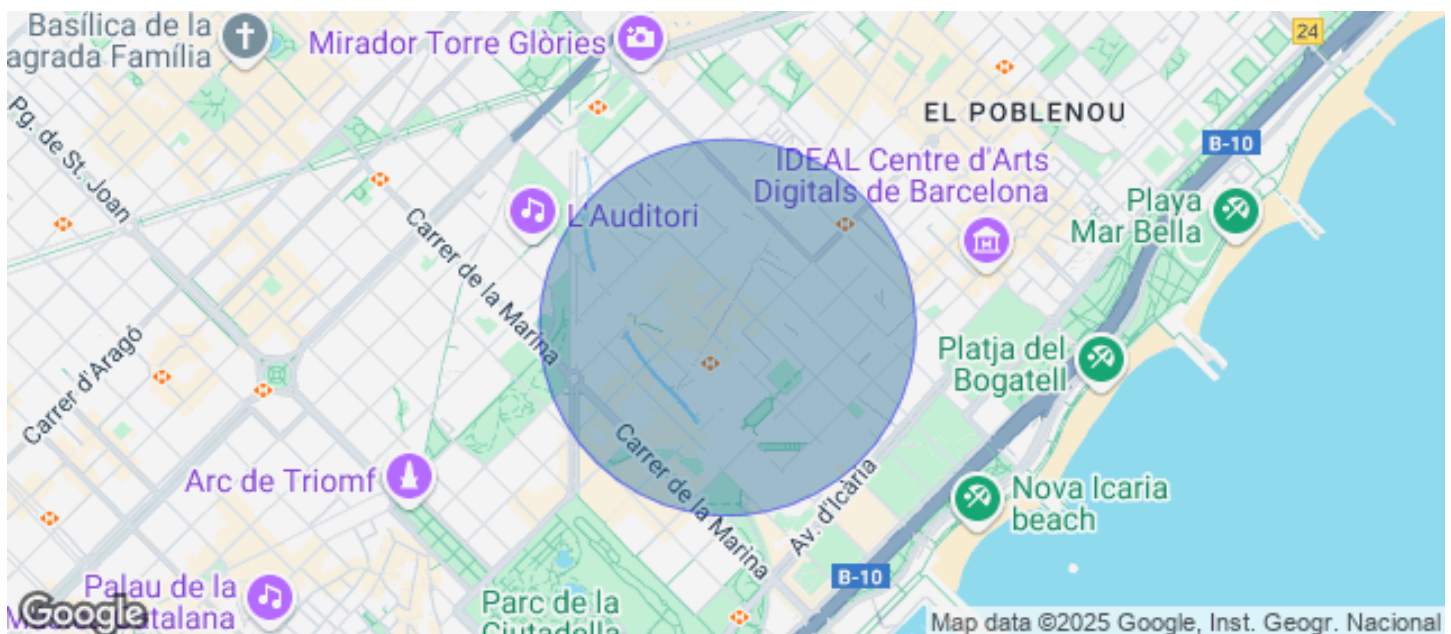 Basílica de la
agrada Família
Mirador Torre Glòries
24
EL POBLENOU
B-10
IDEAL Centre d'Arts
Digitals de Barcelona
Pg. de St. Joan
Playa
Mar Bella
L'Auditori
Carrer de la Marina
Carrer d'Aragó
Platja del
Bogatell
Arc de Triomf
Carrer de la Marina
Av. d'Icària
Nova Icaria
beach
B-10
Palau de la
Catalana
Parc de la
Ciutadella
Google
Map data ©2025 Google, Inst. Geogr. Nacional